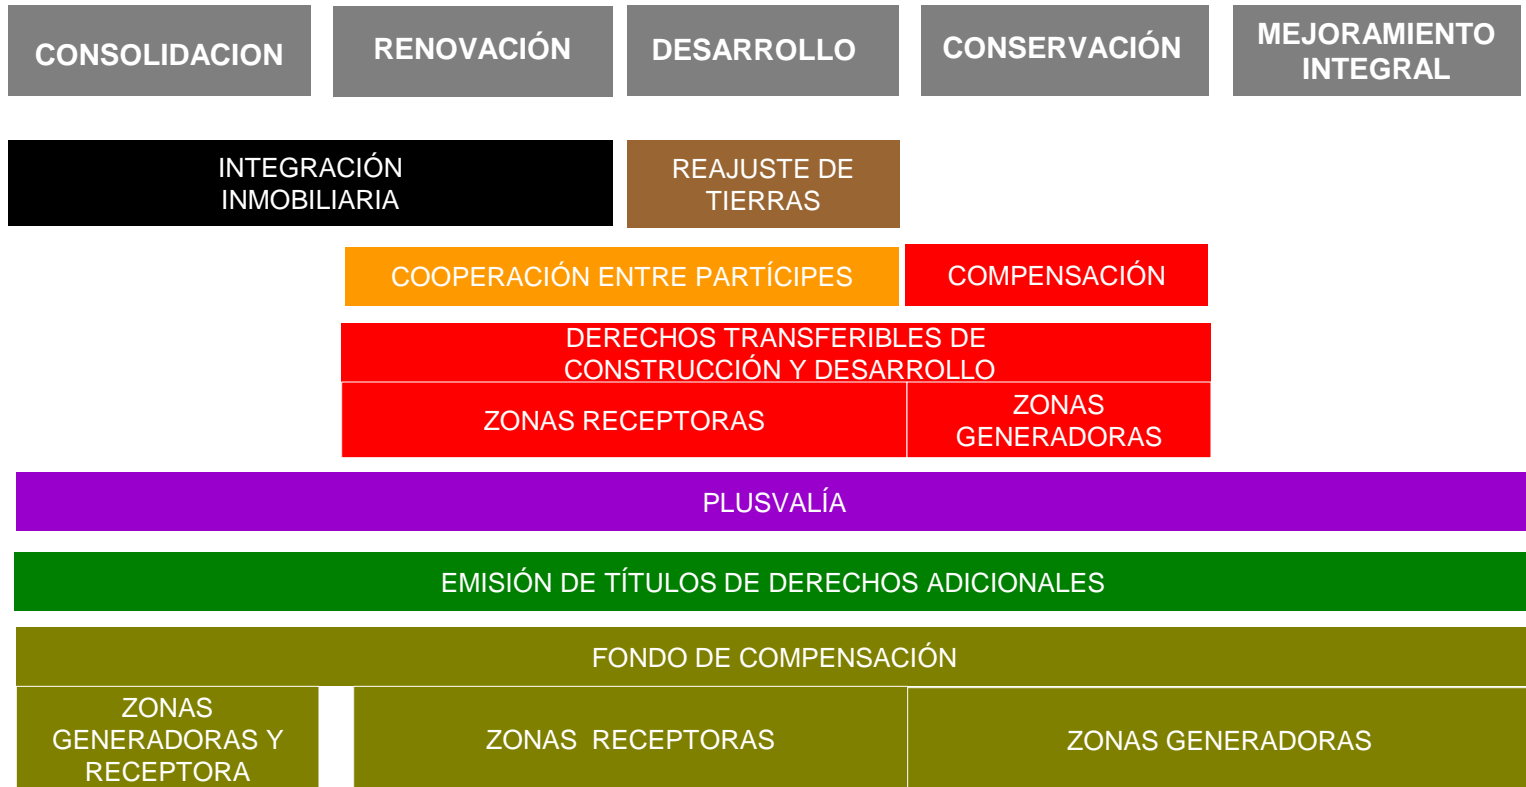 CONSOLIDACION
RENOVACIÓN
DESARROLLO
CONSERVACIÓN
MEJORAMIENTO
INTEGRAL
INTEGRACIÓN
INMOBILIARIA
REAJUSTE DE
TIERRAS
COOPERACIÓN ENTRE PARTÍCIPES
COMPENSACIÓN
DERECHOS TRANSFERIBLES DE
CONSTRUCCIÓN Y DESARROLLO
ZONAS RECEPTORAS
ZONAS
GENERADORAS
PLUSVALÍA
EMISIÓN DE TÍTULOS DE DERECHOS ADICIONALES
FONDO DE COMPENSACIÓN
ZONAS
GENERADORAS Y
RECEPTORA
ZONAS RECEPTORAS
ZONAS GENERADORAS